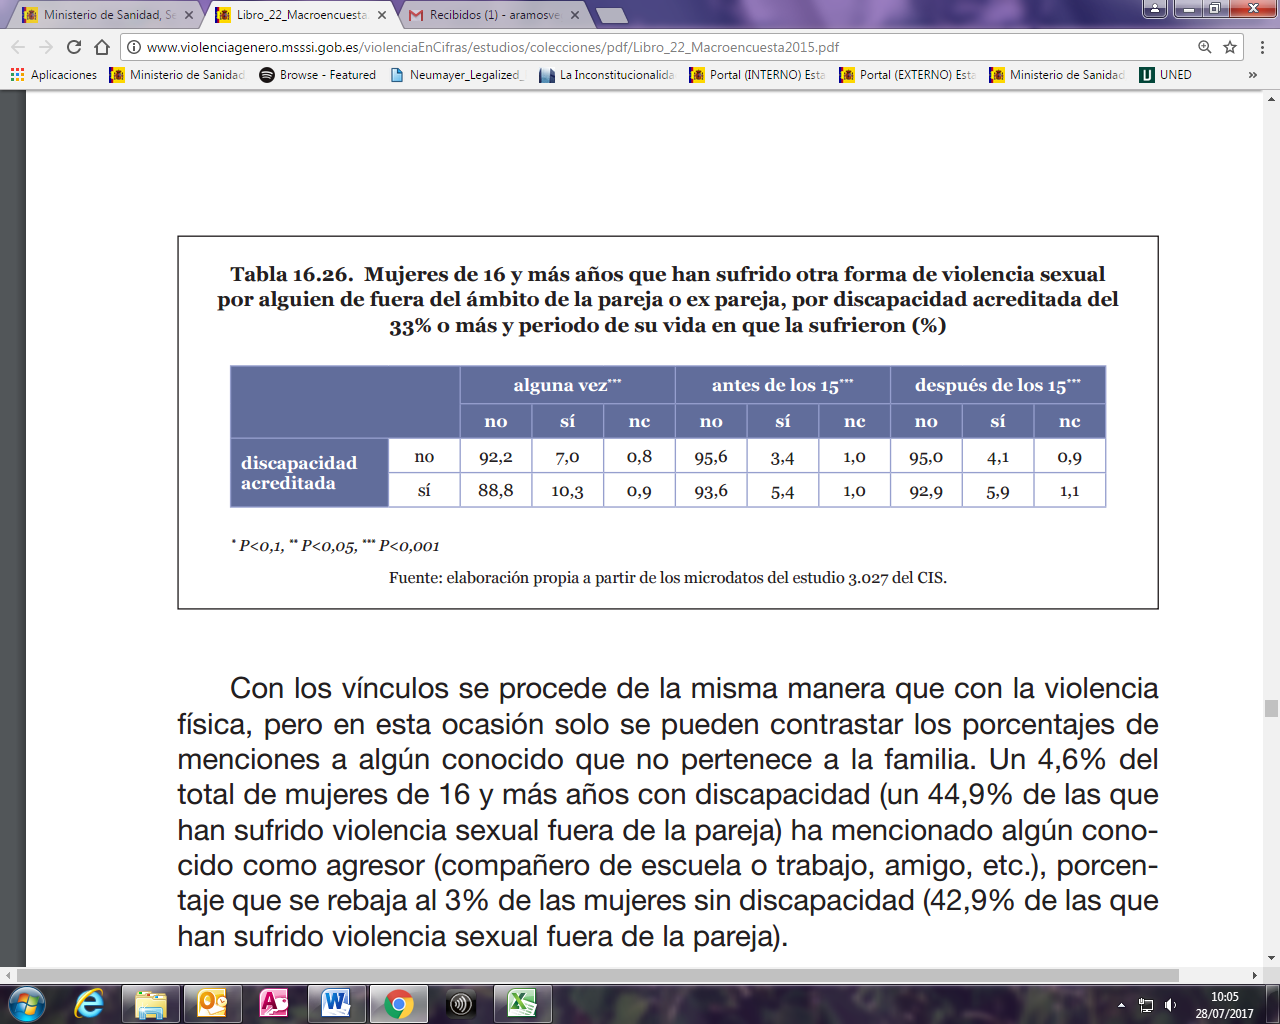 Ministerio de Sanidad, Se
Libro_22_Macroencuesta
Recibidos (1) - aramosve
www.violenciagenero.msssi.gob.es/violenciaEnCifras/estudios/colecciones/pdf/Libro_22_Macroencuesta2015.pdf
Aplicaciones Ministerio de Sanidad Browse - Featured Neumayer_Legalized_ La Inconstitucionalida Portal (INTERNO) Esta Portal (EXTERNO) Esta Ministerio de Sanidad UNED »
Tabla 16.26. Mujeres de 16 y más años que han sufrido otra forma de violencia sexual
por alguien de fuera del ámbito de la pareja o ex pareja, por discapacidad acreditada del
33% o más y periodo de su vida en que la sufrieron (%)
alguna vez*** antes de los 15*** después de los 15***
no sí nc no sí nc no sí nc
discapacidad
acreditada
no 92,2 7,0 0,8 95,6 3,4 1,0 95,0 4,1 0,9
sí 88,8 10,3 0,9 93,6 5,4 1,0 92,9 5,9 1,1
* P<0,1, ** P<0,05, *** P<0,001
Fuente: elaboración propia a partir de los microdatos del estudio 3.027 del CIS.
Con los vínculos se procede de la misma manera que con la violencia
física, pero en esta ocasión solo se pueden contrastar los porcentajes de
menciones a algún conocido que no pertenece a la familia. Un 4,6% del
total de mujeres de 16 y más años con discapacidad (un 44,9% de las que
han sufrido violencia sexual fuera de la pareja) ha mencionado algún cono-
cido como agresor (compañero de escuela o trabajo, amigo, etc.), porcen-
taje que se rebaja al 3% de las mujeres sin discapacidad (42,9% de las que
han sufrido violencia sexual fuera de la pareja).
10:05
28/07/2017